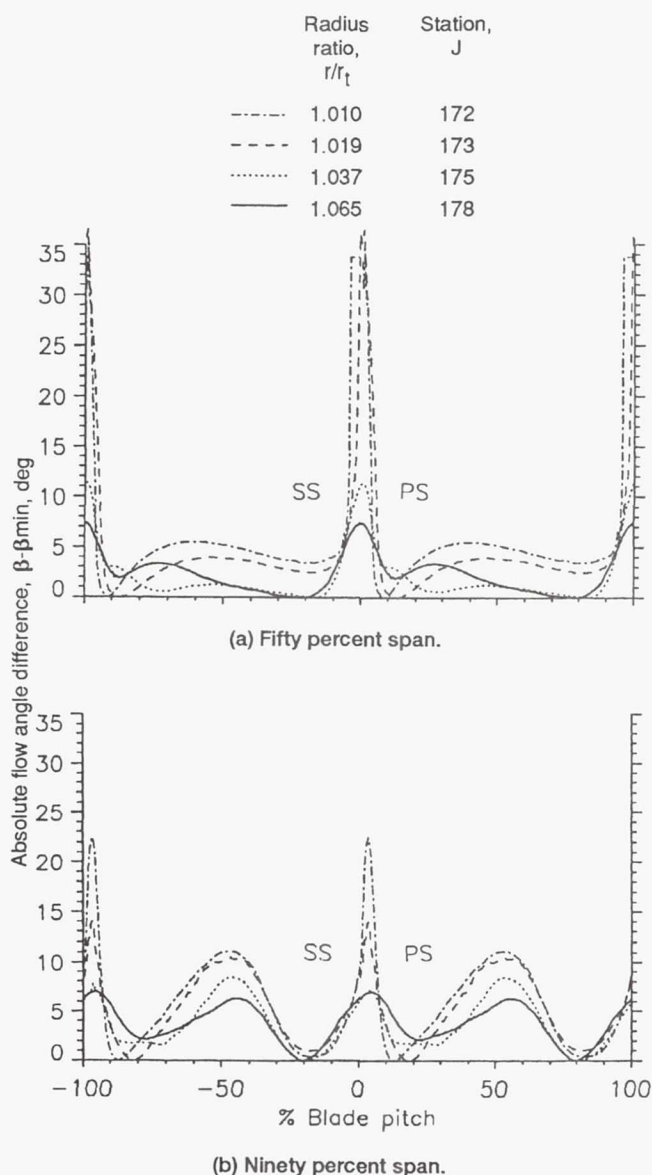 Radius ratio, r/rt
Station, J
1.010 172
1.019 173
1.037 175
1.065 178
Absolute flow angle difference, β-βmin, deg
35
30
25
20
15
10
5
0
SS PS
(a) Fifty percent span.
35
30
25
20
15
10
5
0
SS PS
-100 -50 0 50 100
% Blade pitch
(b) Ninety percent span.